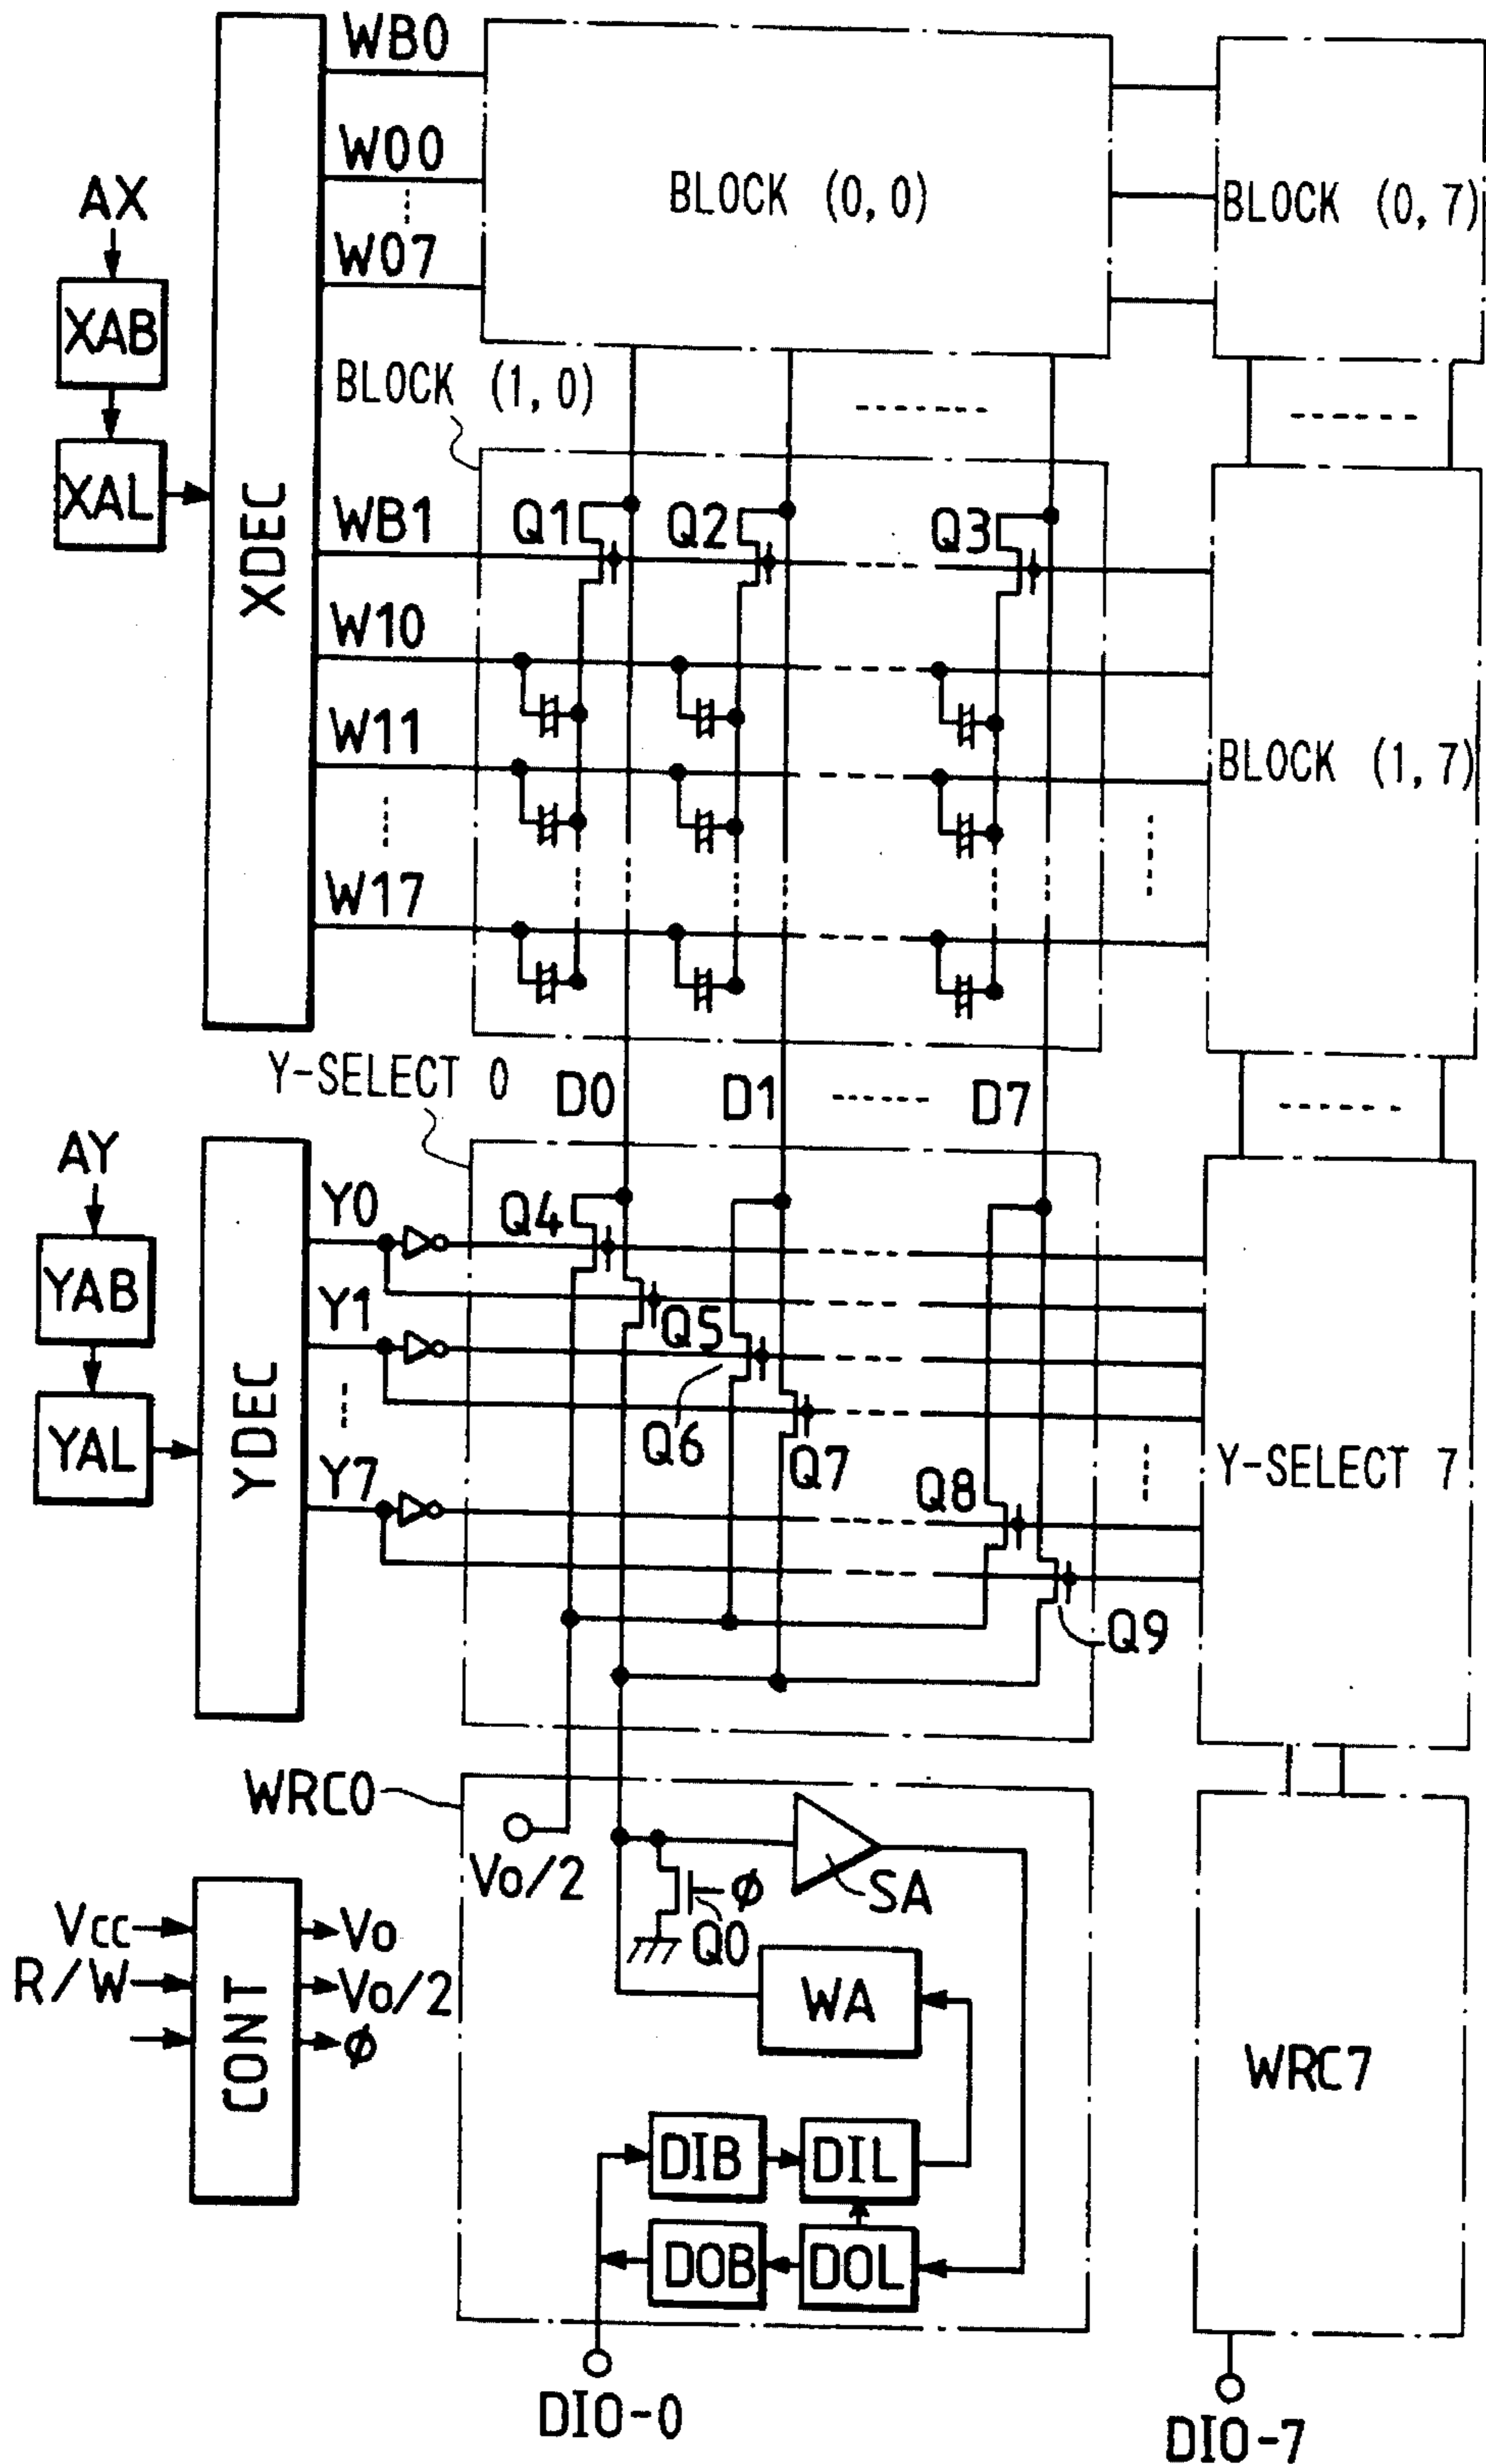 WB0
W00
BLOCK (0,0)
BLOCK (0,7)
AX
W07
XAB
BLOCK (1,0)
XAL
XDEC
WB1
Q1
Q2
Q3
W10
W11
BLOCK (1,7)
W17
Y-SELECT 0
D0
D1
D7
AY
Y0
Q4
YAB
Y1
Q5
YDEC
Q6
Q7
YAL
Y7
Q8
Y-SELECT 7
Q9
WRC0
Vo/2
SA
φ
Q0
Vcc
Vo
R/W
Vo/2
φ
CONT
WA
WRC7
DIB
DIL
DOB
DOL
DIO-0
DIO-7